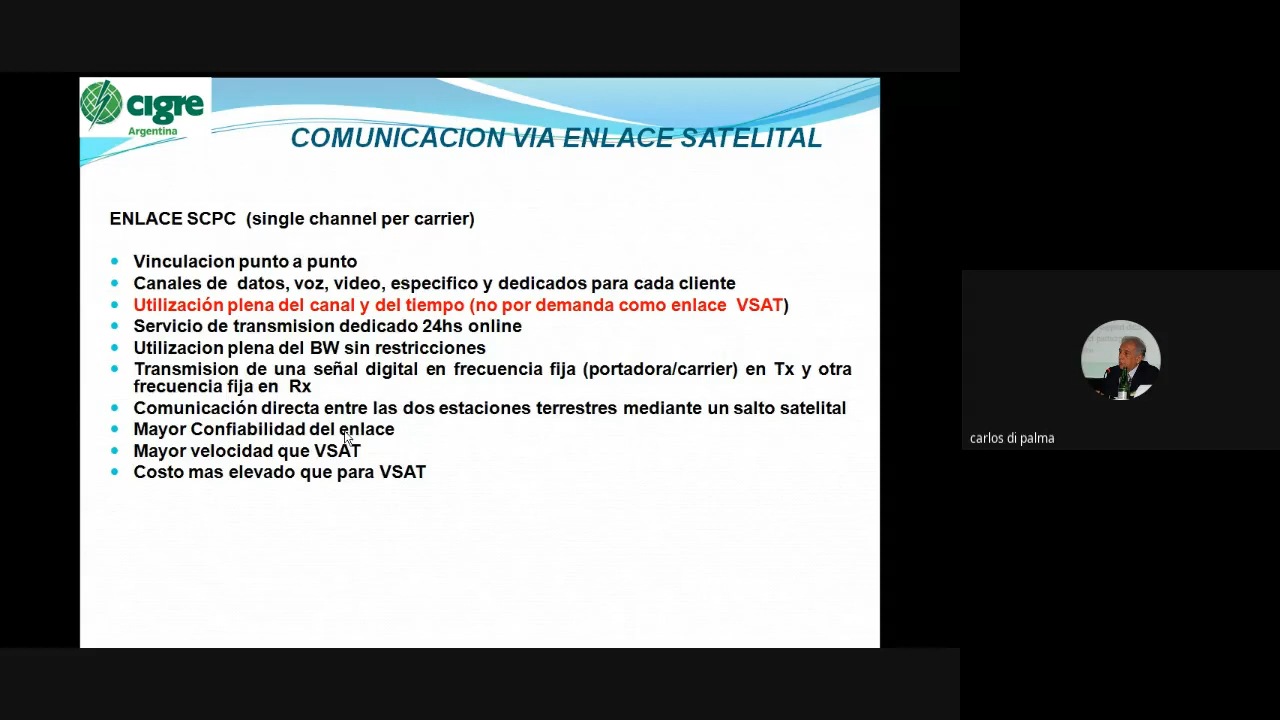 cigre
Argentina
COMUNICACION VIA ENLACE SATELITAL
ENLACE SCPC (single channel per carrier)
Vinculacion punto a punto
Canales de datos, voz, video, especifico y dedicados para cada cliente
Utilización plena del canal y del tiempo (no por demanda como enlace VSAT)
Servicio de transmision dedicado 24hs online
Utilizacion plena del BW sin restricciones
Transmision de una señal digital en frecuencia fija (portadora/carrier) en Tx y otra
frecuencia fija en Rx
Comunicación directa entre las dos estaciones terrestres mediante un salto satelital
Mayor Confiabilidad del enlace
Mayor velocidad que VSAT
Costo mas elevado que para VSAT
carlos di palma